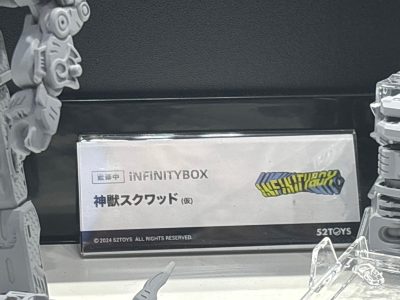 監修中 iNFiNiTYBOX
INFINITYBOX
神獣スクワッド(仮)
© 2024 52TOYS ALL RIGHTS RESERVED.
52TOYS